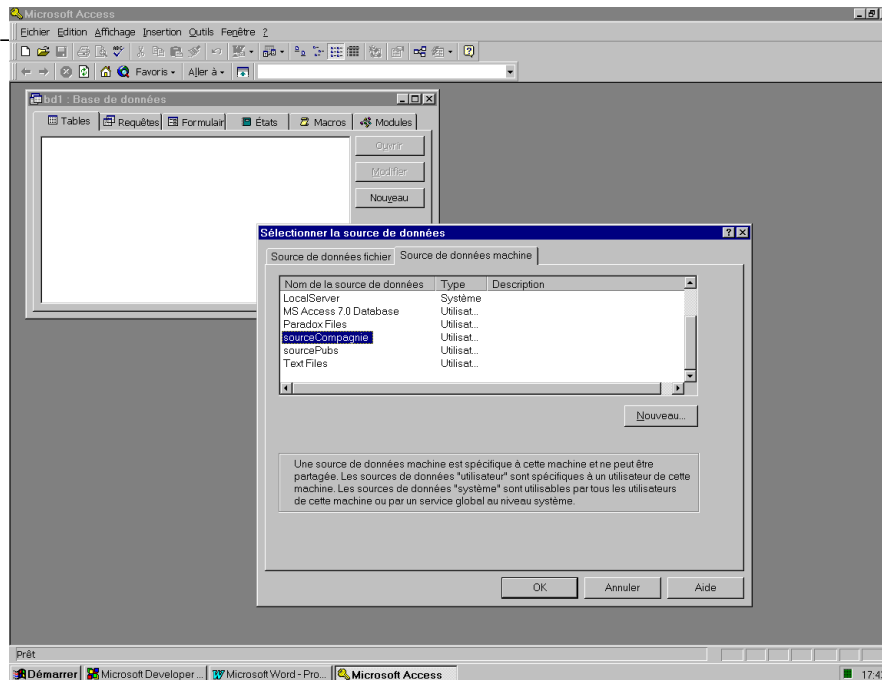 Microsoft Access
Fichier Edition Affichage Insertion Outils Fenêtre ?
Favoris Aller à
bd1 : Base de données
Tables Requêtes Formulair États Macros Modules
Ouvrir
Modifier
Nouveau
Sélectionner la source de données
Source de données fichier Source de données machine
Nom de la source de données Type Description
LocalServer Système
MS Access 7.0 Database Utilisat...
Paradox Files Utilisat...
sourceCompagnie Utilisat...
sourcePubs Utilisat...
Text Files Utilisat...
Nouveau...
Une source de données machine est spécifique à cette machine et ne peut être
partagée. Les sources de données "utilisateur" sont spécifiques à un utilisateur de cette
machine. Les sources de données "système" sont utilisables par tous les utilisateurs
de cette machine ou par un service global au niveau système.
OK Annuler Aide
Prêt
Démarrer Microsoft Developer ... Microsoft Word - Pro... Microsoft Access